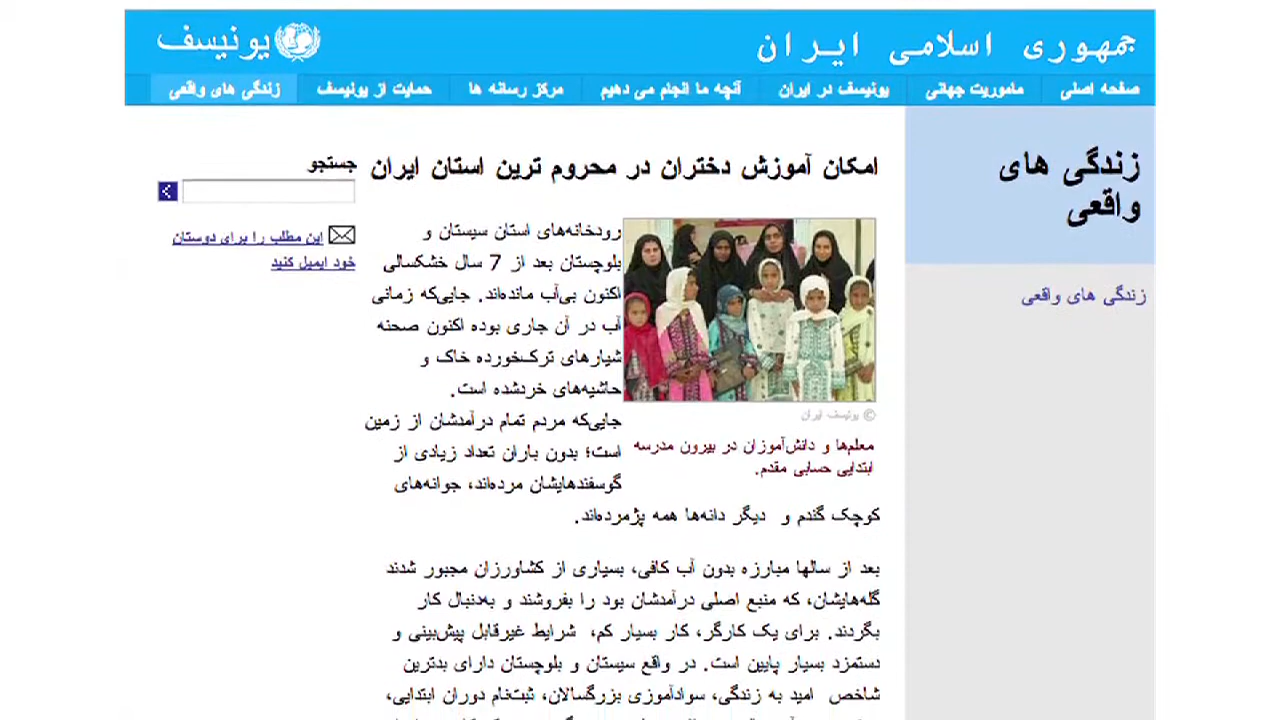 جمهوری اسلامی ایران
یونیسف
صفحه اصلی
ماموریت جهانی
یونیسف در ایران
آنچه ما انجام می دهیم
مرکز رسانه ها
حمایت از یونیسف
زندگی های واقعی
زندگی های
واقعی
زندگی های واقعی
امکان آموزش دختران در محروم ترین استان ایران
رودخانه‌های استان سیستان و
بلوچستان بعد از 7 سال خشکسالی
اکنون بی‌آب مانده‌اند. جایی‌که زمانی
آب در آن جاری بوده اکنون صحنه
شیارهای ترک‌خورده خاک و
حاشیه‌های خردشده است.
جایی‌که مردم تمام درآمدشان از زمین
است؛ بدون باران تعداد زیادی از
گوسفندهایشان مرده‌اند، جوانه‌های
کوچک گندم و دیگر دانه‌ها همه پژمرده‌اند.
© یونیسف ایران
معلم‌ها و دانش‌آموزان در بیرون مدرسه
ابتدایی حسابی مقدم.
بعد از سالها مبارزه بدون آب کافی، بسیاری از کشاورزان مجبور شدند
گله‌هایشان، که منبع اصلی درآمدشان بود را بفروشند و به‌دنبال کار
بگردند. برای یک کارگر، کار بسیار کم، شرایط غیرقابل پیش‌بینی و
دستمزد بسیار پایین است. در واقع سیستان و بلوچستان دارای بدترین
شاخص امید به زندگی، سوادآموزی بزرگسالان، ثبت‌نام دوران ابتدایی،
جستجو
این مطلب را برای دوستان
خود ایمیل کنید